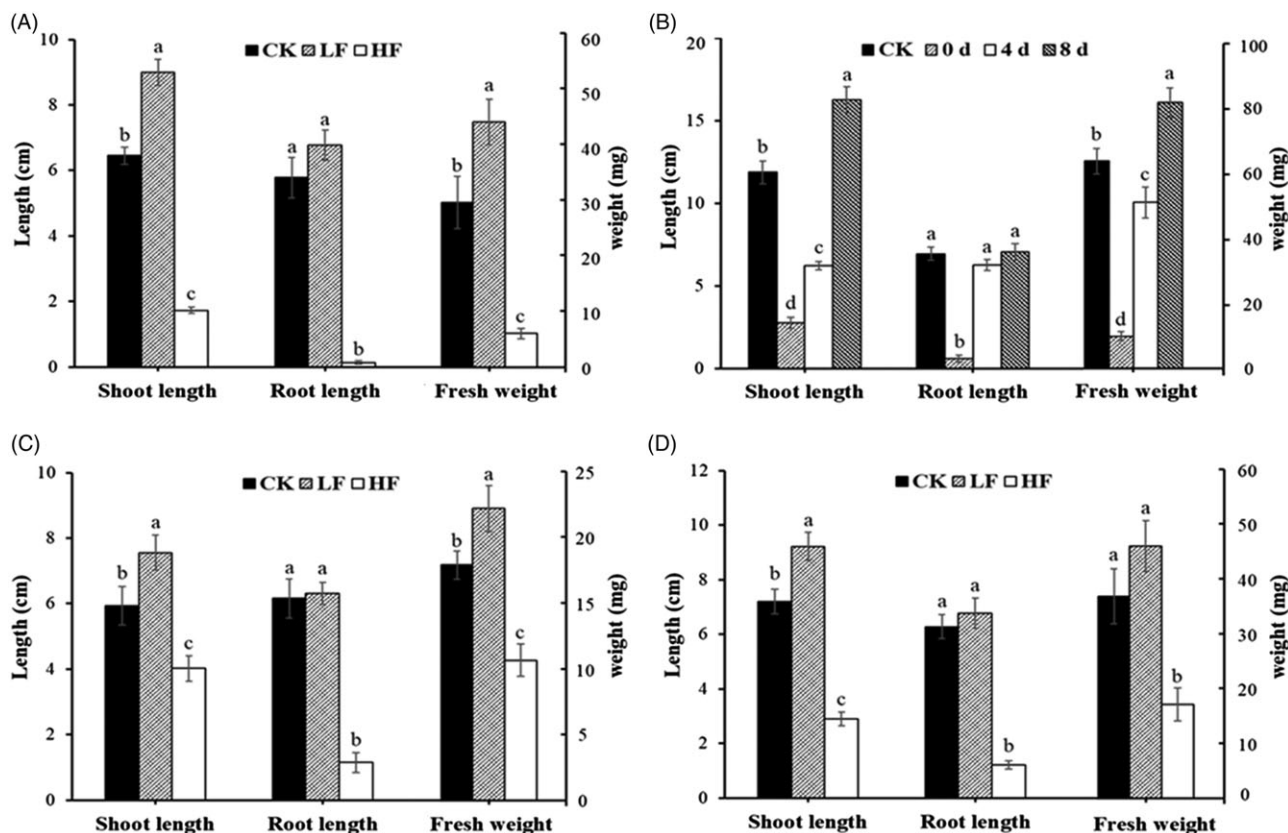 (A)
10
8
6
4
2
0
Length (cm)
CK LF HF
b a c
a a b
b a c
60
50
40
30
20
10
0
weight (mg)
Shoot length Root length Fresh weight
(B)
20
15
10
5
0
Length (cm)
CK 0 d 4 d 8 d
b d c a
a b a a
b d c a
100
80
60
40
20
0
weight (mg)
Shoot length Root length Fresh weight
(C)
10
8
6
4
2
0
Length (cm)
CK LF HF
b a c
a a b
b a c
25
20
15
10
5
0
weight (mg)
Shoot length Root length Fresh weight
(D)
12
10
8
6
4
2
0
Length (cm)
CK LF HF
b a c
a a b
a a b
60
50
40
30
20
10
0
weight (mg)
Shoot length Root length Fresh weight